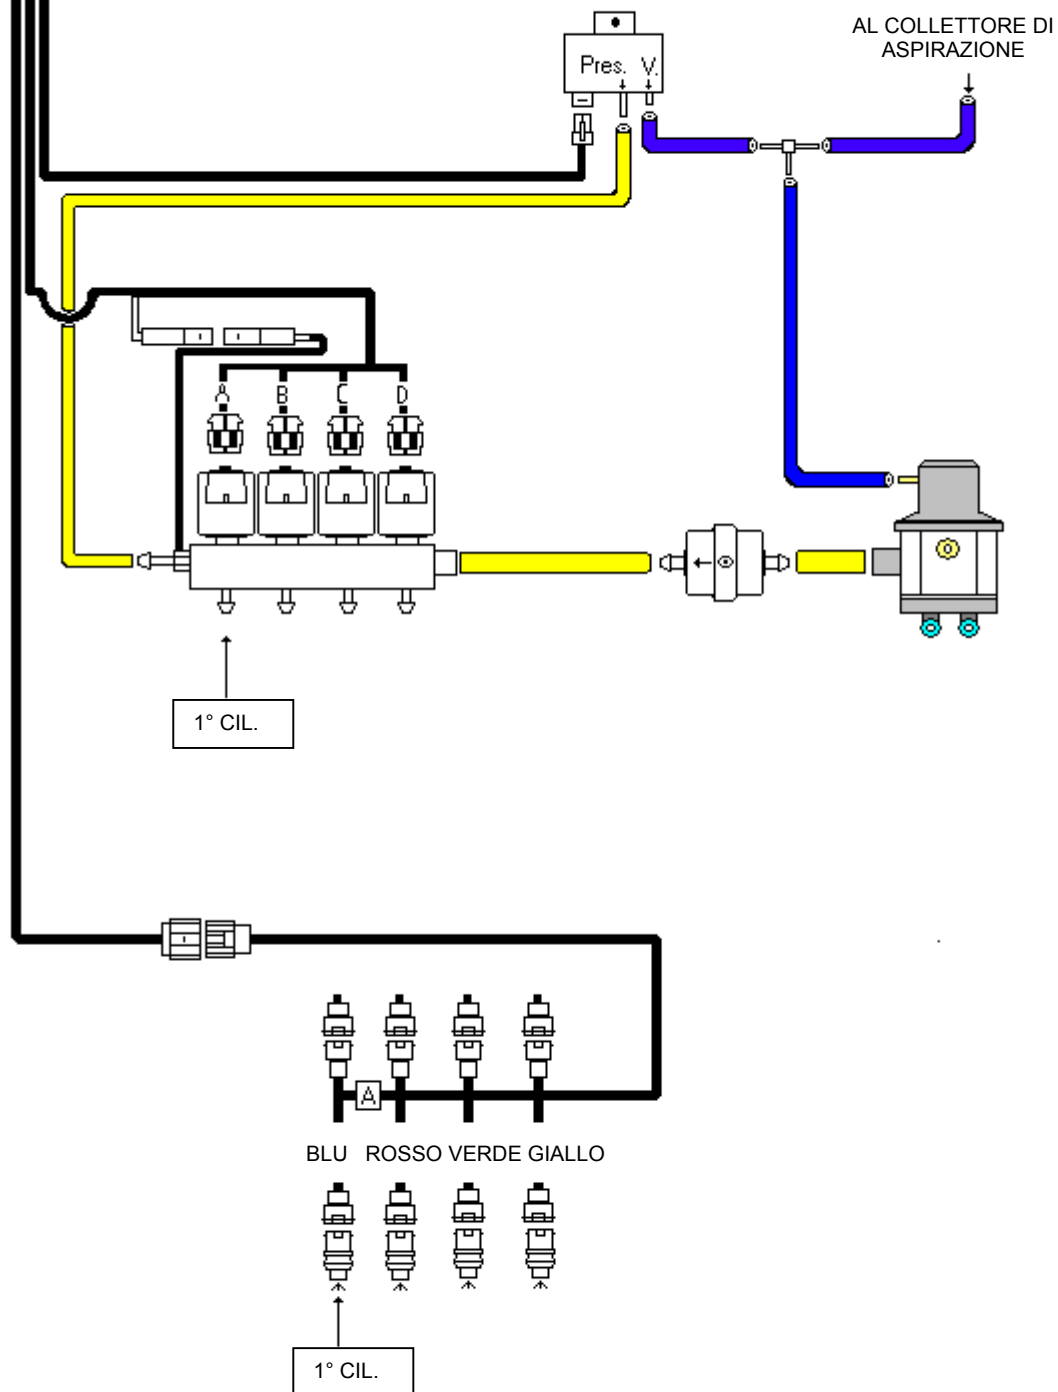 AL COLLETTORE DI
ASPIRAZIONE
Pres. V.
A B C D
1° CIL.
A
BLU ROSSO VERDE GIALLO
1° CIL.